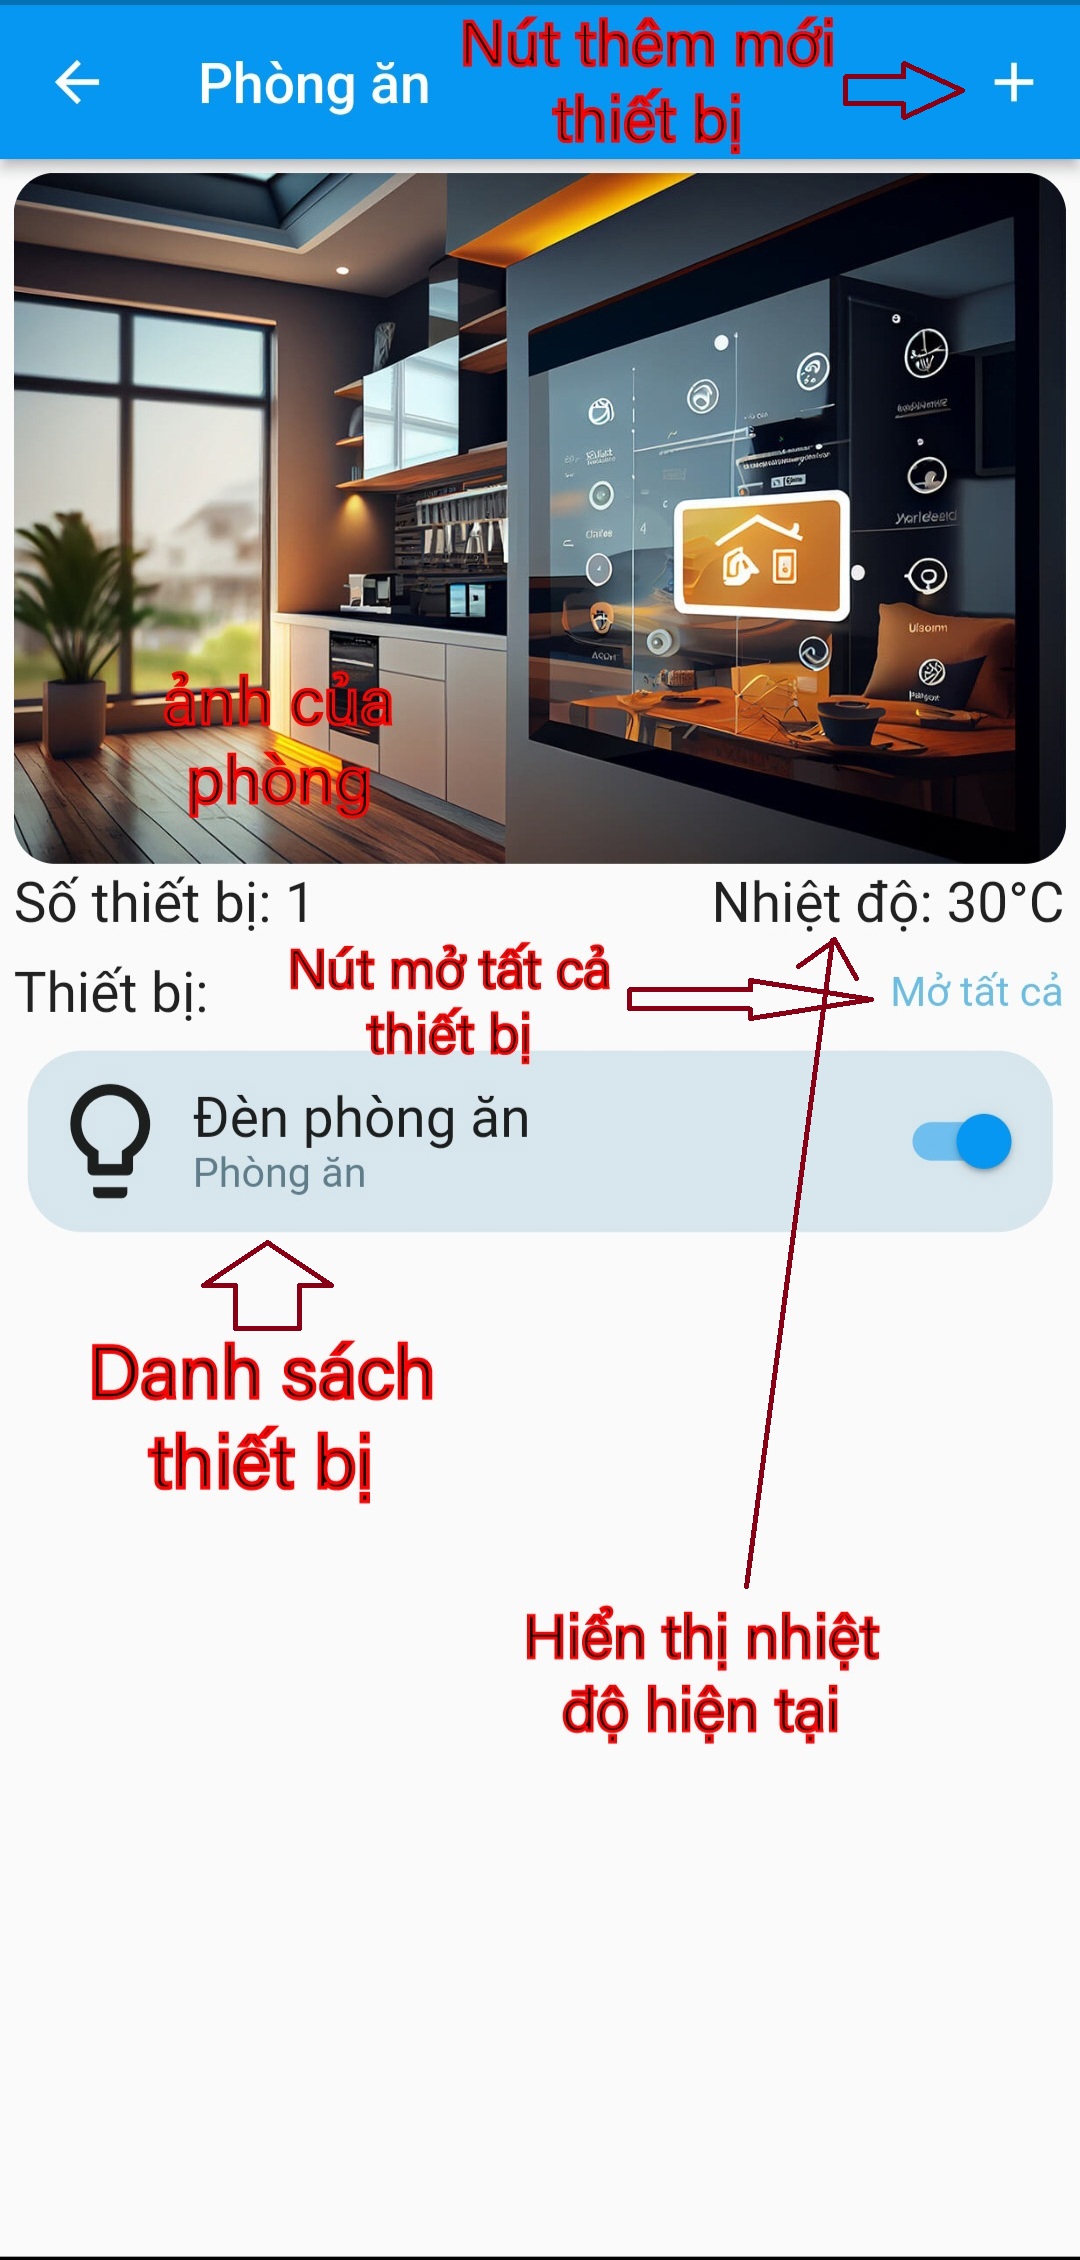 Phòng ăn
Nút thêm mới
thiết bị
ảnh của
phòng
Số thiết bị: 1
Nhiệt độ: 30°C
Nút mở tất cả
thiết bị
Thiết bị:
Mở tất cả
Đèn phòng ăn
Phòng ăn
Danh sách
thiết bị
Hiển thị nhiệt
độ hiện tại